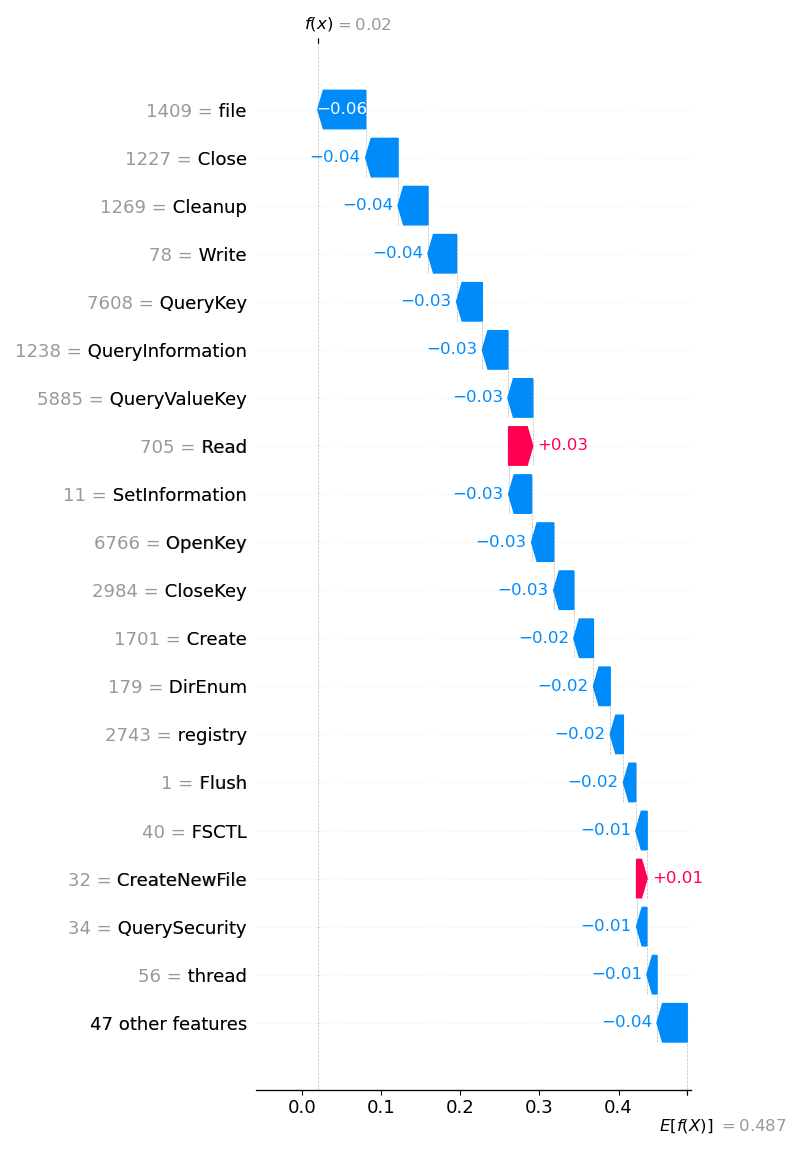 f(x) = 0.02
1409 = file −0.06
1227 = Close −0.04
1269 = Cleanup −0.04
78 = Write −0.04
7608 = QueryKey −0.03
1238 = QueryInformation −0.03
5885 = QueryValueKey −0.03
705 = Read +0.03
11 = SetInformation −0.03
6766 = OpenKey −0.03
2984 = CloseKey −0.03
1701 = Create −0.02
179 = DirEnum −0.02
2743 = registry −0.02
1 = Flush −0.02
40 = FSCTL −0.01
32 = CreateNewFile +0.01
34 = QuerySecurity −0.01
56 = thread −0.01
47 other features −0.04
0.0 0.1 0.2 0.3 0.4
E[f(X)] = 0.487